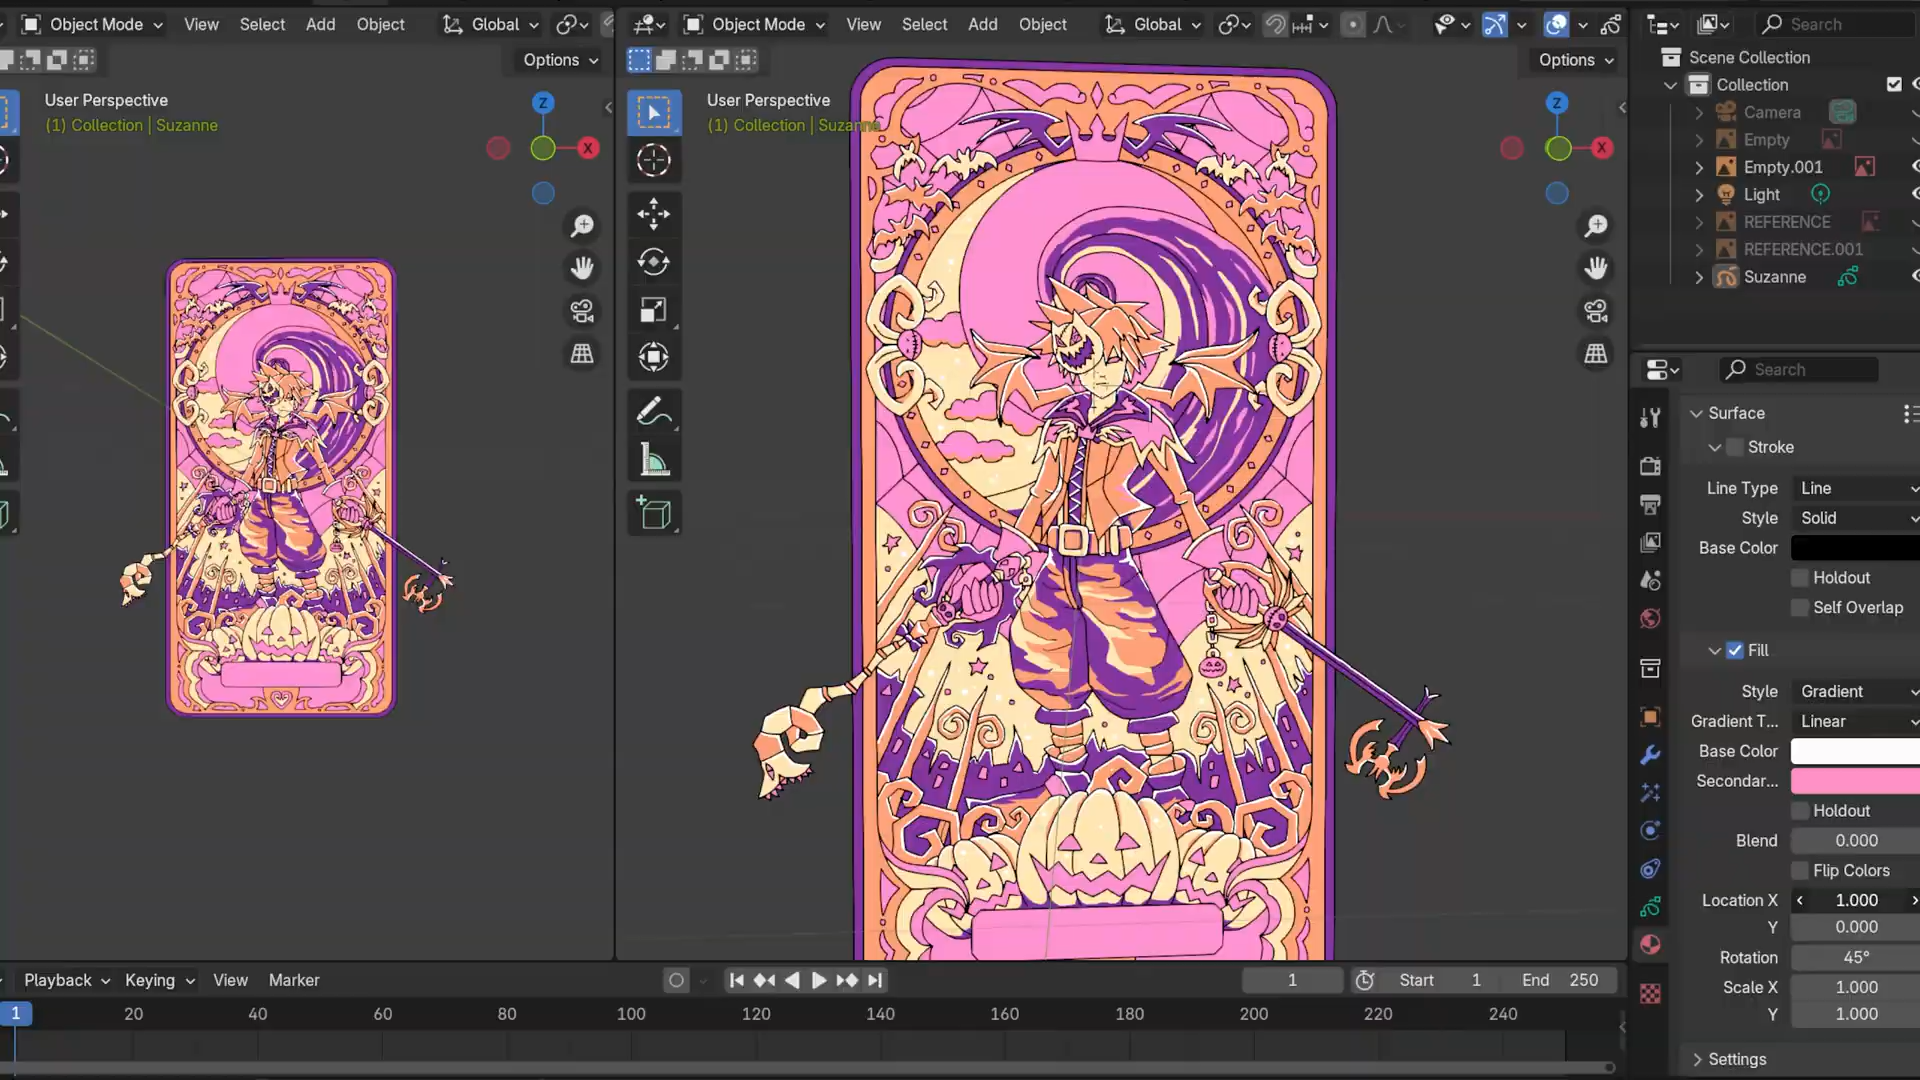 Object Mode View Select Add Object Global
Object Mode View Select Add Object Global
Search
Options
Options
Scene Collection
Collection
Camera
Empty
Empty.001
Light
REFERENCE
REFERENCE.001
Suzanne
User Perspective
(1) Collection | Suzanne
Z
X
User Perspective
(1) Collection | Suzanne
Z
X
Search
Surface
Stroke
Line Type Line
Style Solid
Base Color
Holdout
Self Overlap
Fill
Style Gradient
Gradient T... Linear
Base Color
Secondar...
Holdout
Blend 0.000
Flip Colors
Location X 1.000
Y 0.000
Rotation 45°
Scale X 1.000
Y 1.000
Settings
Playback Keying View Marker
1 Start 1 End 250
1 20 40 60 80 100 120 140 160 180 200 220 240